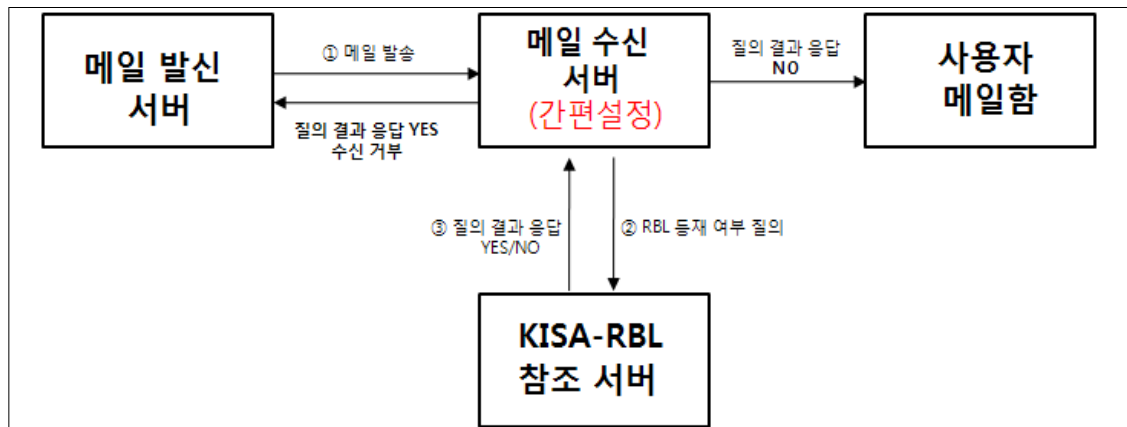 메일 발신
서버
① 메일 발송
질의 결과 응답 YES
수신 거부
메일 수신
서버
(간편설정)
질의 결과 응답
NO
사용자
메일함
③ 질의 결과 응답
YES/NO
② RBL 등재 여부 질의
KISA-RBL
참조 서버